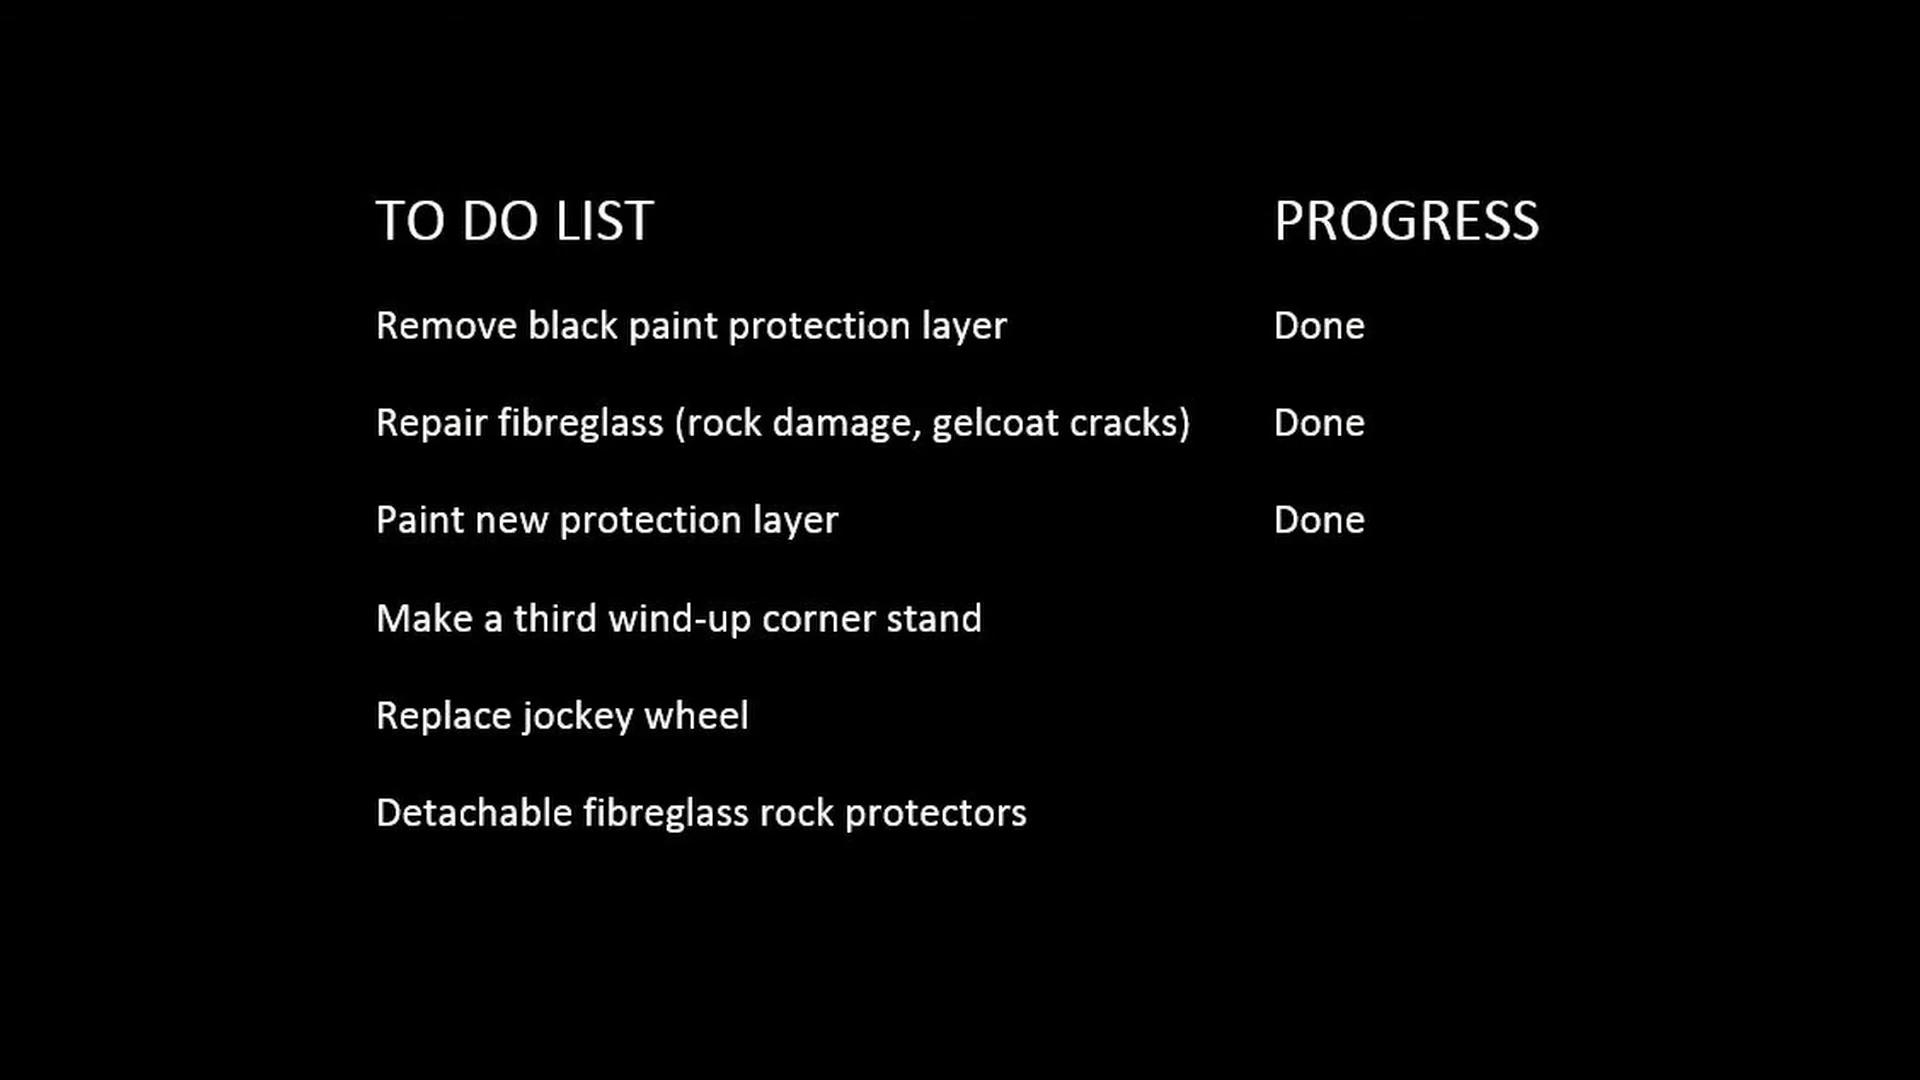 TO DO LIST PROGRESS
Remove black paint protection layer Done
Repair fibreglass (rock damage, gelcoat cracks) Done
Paint new protection layer Done
Make a third wind-up corner stand
Replace jockey wheel
Detachable fibreglass rock protectors